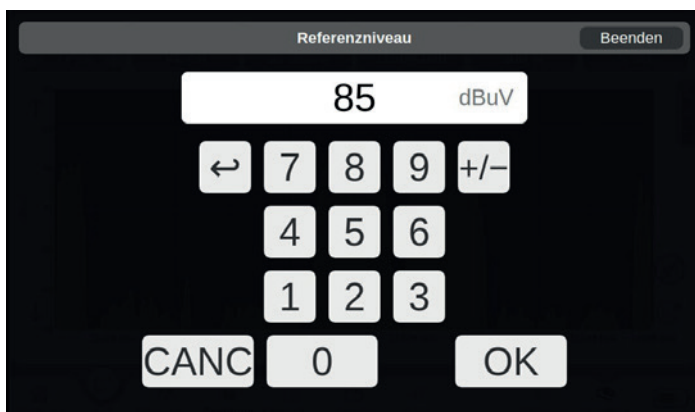 Referenzniveau Beenden
85 dBuV
↩ 7 8 9 +/−
4 5 6
1 2 3
CANC 0 OK